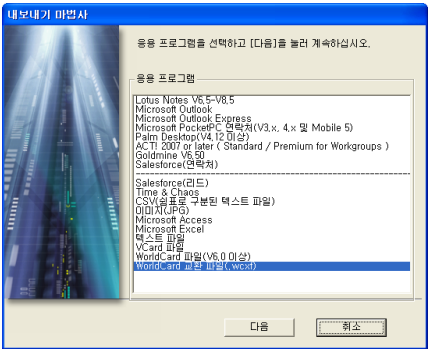 내보내기 마법사
응용 프로그램을 선택하고 [다음]을 눌러 계속하십시오.
응용 프로그램
Lotus Notes V6.5-V8.5
Microsoft Outlook
Microsoft Outlook Express
Microsoft PocketPC 연락처(V3.x, 4.x 및 Mobile 5)
Palm Desktop(V4.12 이상)
ACT! 2007 or later ( Standard / Premium for Workgroups )
Goldmine V6.50
Salesforce(연락처)
Salesforce(리드)
Time & Chaos
CSV(쉼표로 구분된 텍스트 파일)
이미지(JPG)
Microsoft Access
Microsoft Excel
텍스트 파일
VCard 파일
WorldCard 파일(V6.0 이상)
WorldCard 교환 파일(.wcxf)
다음
취소